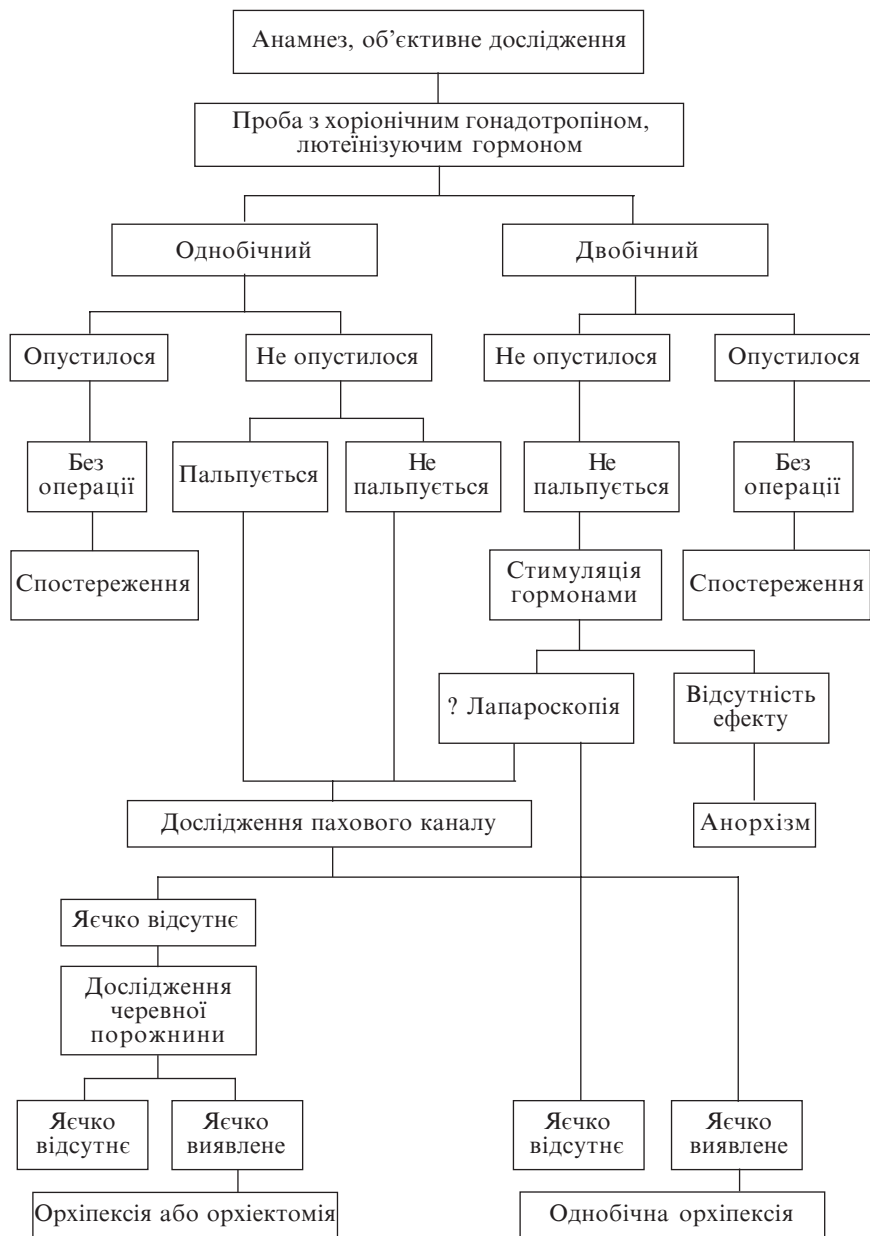 Анамнез, об’єктивне дослідження
Проба з хоріонічним гонадотропіном,
лютеїнізуючим гормоном
Однобічний
Двобічний
Опустилося
Не опустилося
Не опустилося
Опустилося
Без
операції
Пальпується
Не
пальпується
Не
пальпується
Без
операції
Спостереження
Стимуляція
гормонами
Спостереження
? Лапароскопія
Відсутність
ефекту
Дослідження пахового каналу
Анорхізм
Яєчко відсутнє
Дослідження
черевної
порожнини
Яєчко
відсутнє
Яєчко
виявлене
Яєчко
відсутнє
Яєчко
виявлене
Орхіпексія або орхіектомія
Однобічна орхіпексія